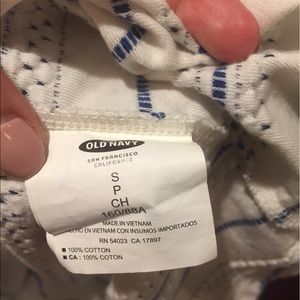 OLD NAVY
SAN FRANCISCO
CALIFORNIA
S
P
CH
160/88A
MADE IN VIETNAM
HECHO EN VIETNAM CON INSUMOS IMPORTADOS
RN 54023 CA 17897
100% COTTON
CA : 100% COTTON